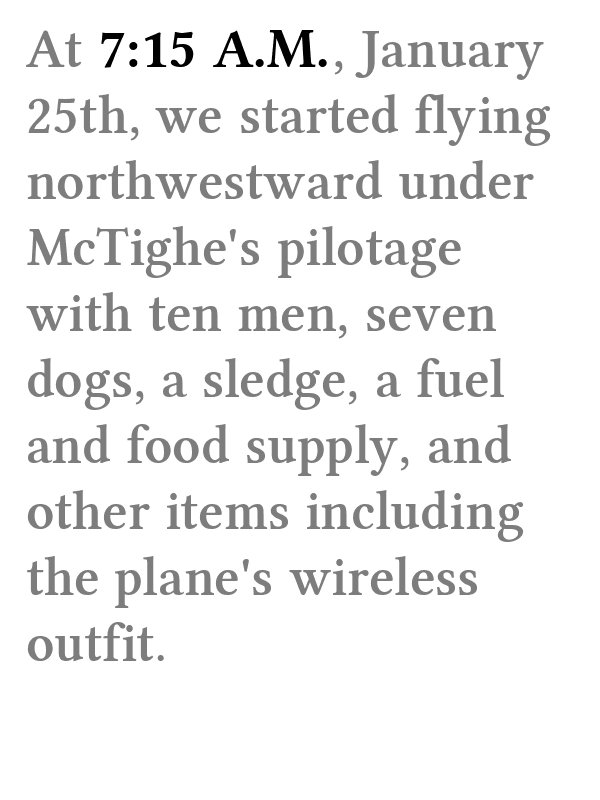 At 7:15 A.M., January
25th, we started flying
northwestward under
McTighe's pilotage
with ten men, seven
dogs, a sledge, a fuel
and food supply, and
other items including
the plane's wireless
outfit.